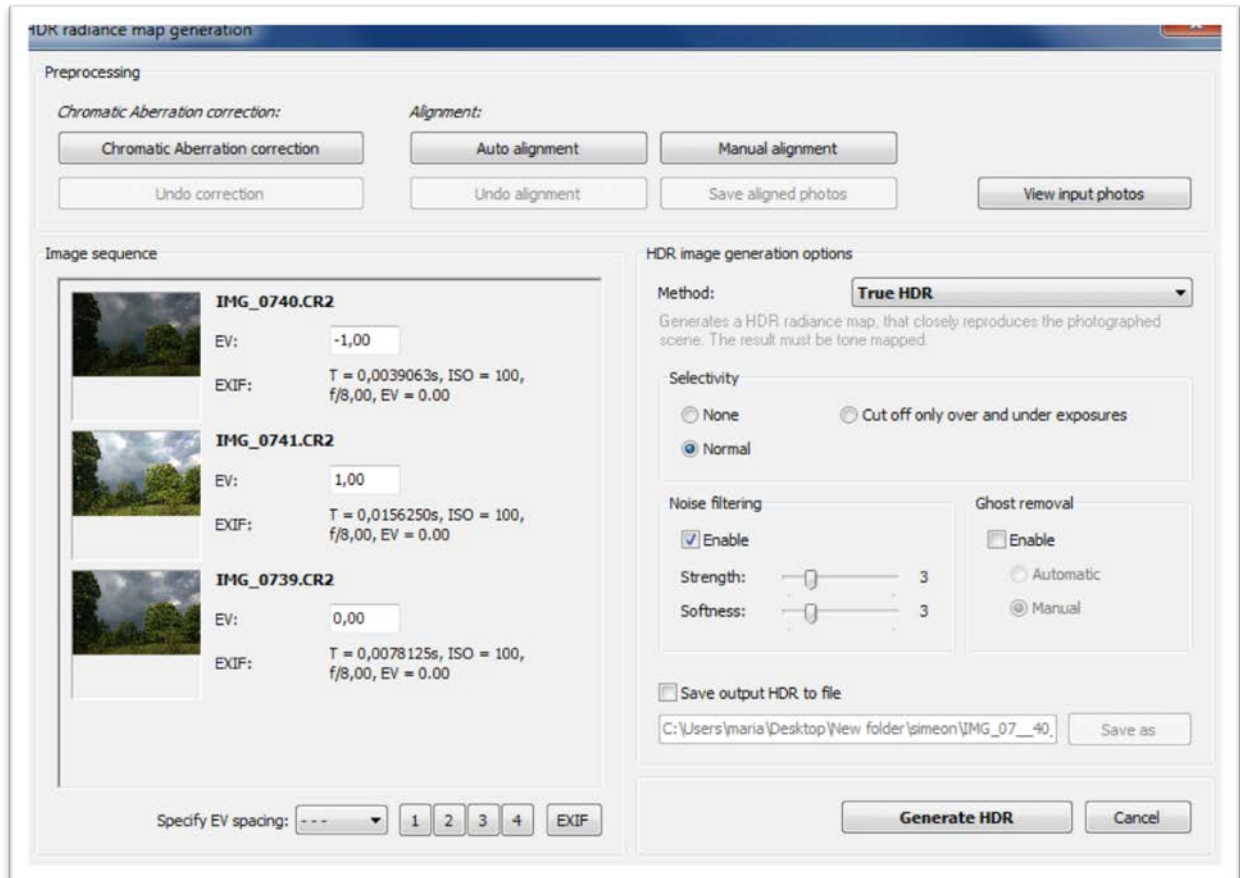 HDR radiance map generation
Preprocessing
Chromatic Aberration correction:
Alignment:
Chromatic Aberration correction
Auto alignment
Manual alignment
Undo correction
Undo alignment
Save aligned photos
View input photos
Image sequence
IMG_0740.CR2
EV:
-1,00
EXIF:
T = 0,0039063s, ISO = 100,
f/8,00, EV = 0.00
IMG_0741.CR2
EV:
1,00
EXIF:
T = 0,0156250s, ISO = 100,
f/8,00, EV = 0.00
IMG_0739.CR2
EV:
0,00
EXIF:
T = 0,0078125s, ISO = 100,
f/8,00, EV = 0.00
Specify EV spacing:
---
1
2
3
4
EXIF
HDR image generation options
Method:
True HDR
Generates a HDR radiance map, that closely reproduces the photographed
scene. The result must be tone mapped.
Selectivity
None
Cut off only over and under exposures
Normal
Noise filtering
Enable
Strength:
3
Softness:
3
Ghost removal
Enable
Automatic
Manual
Save output HDR to file
C:\Users\maria\Desktop\New folder\simeon\IMG_07__40_
Save as
Generate HDR
Cancel